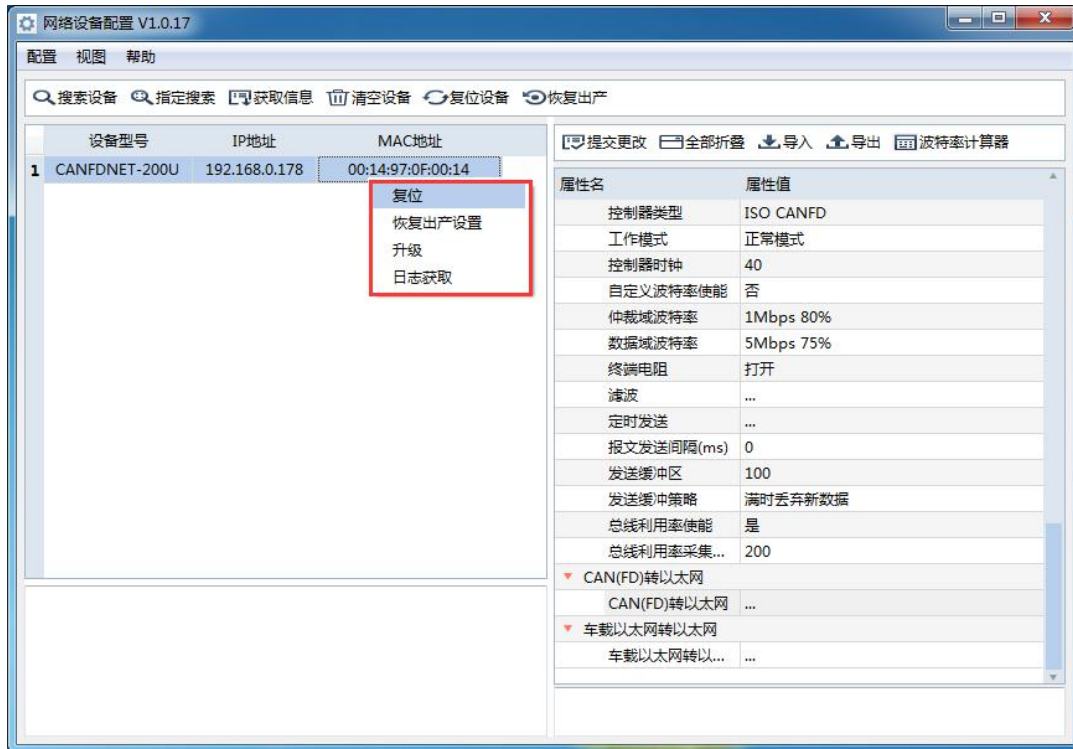 网络设备配置 V1.0.17
配置 视图 帮助
搜索设备 指定搜索 获取信息 清空设备 复位设备 恢复出产
设备型号 IP地址 MAC地址
1 CANFDNET-200U 192.168.0.178 00:14:97:0F:00:14
复位
恢复出产设置
升级
日志获取
提交更改 全部折叠 导入 导出 波特率计算器
属性名 属性值
控制器类型 ISO CANFD
工作模式 正常模式
控制器时钟 40
自定义波特率使能 否
仲裁域波特率 1Mbps 80%
数据域波特率 5Mbps 75%
终端电阻 打开
滤波 ...
定时发送 ...
报文发送间隔(ms) 0
发送缓冲区 100
发送缓冲策略 满时丢弃新数据
总线利用率使能 是
总线利用率采集... 200
CAN(FD)转以太网
CAN(FD)转以太网 ...
车载以太网转以太网
车载以太网转以... ...